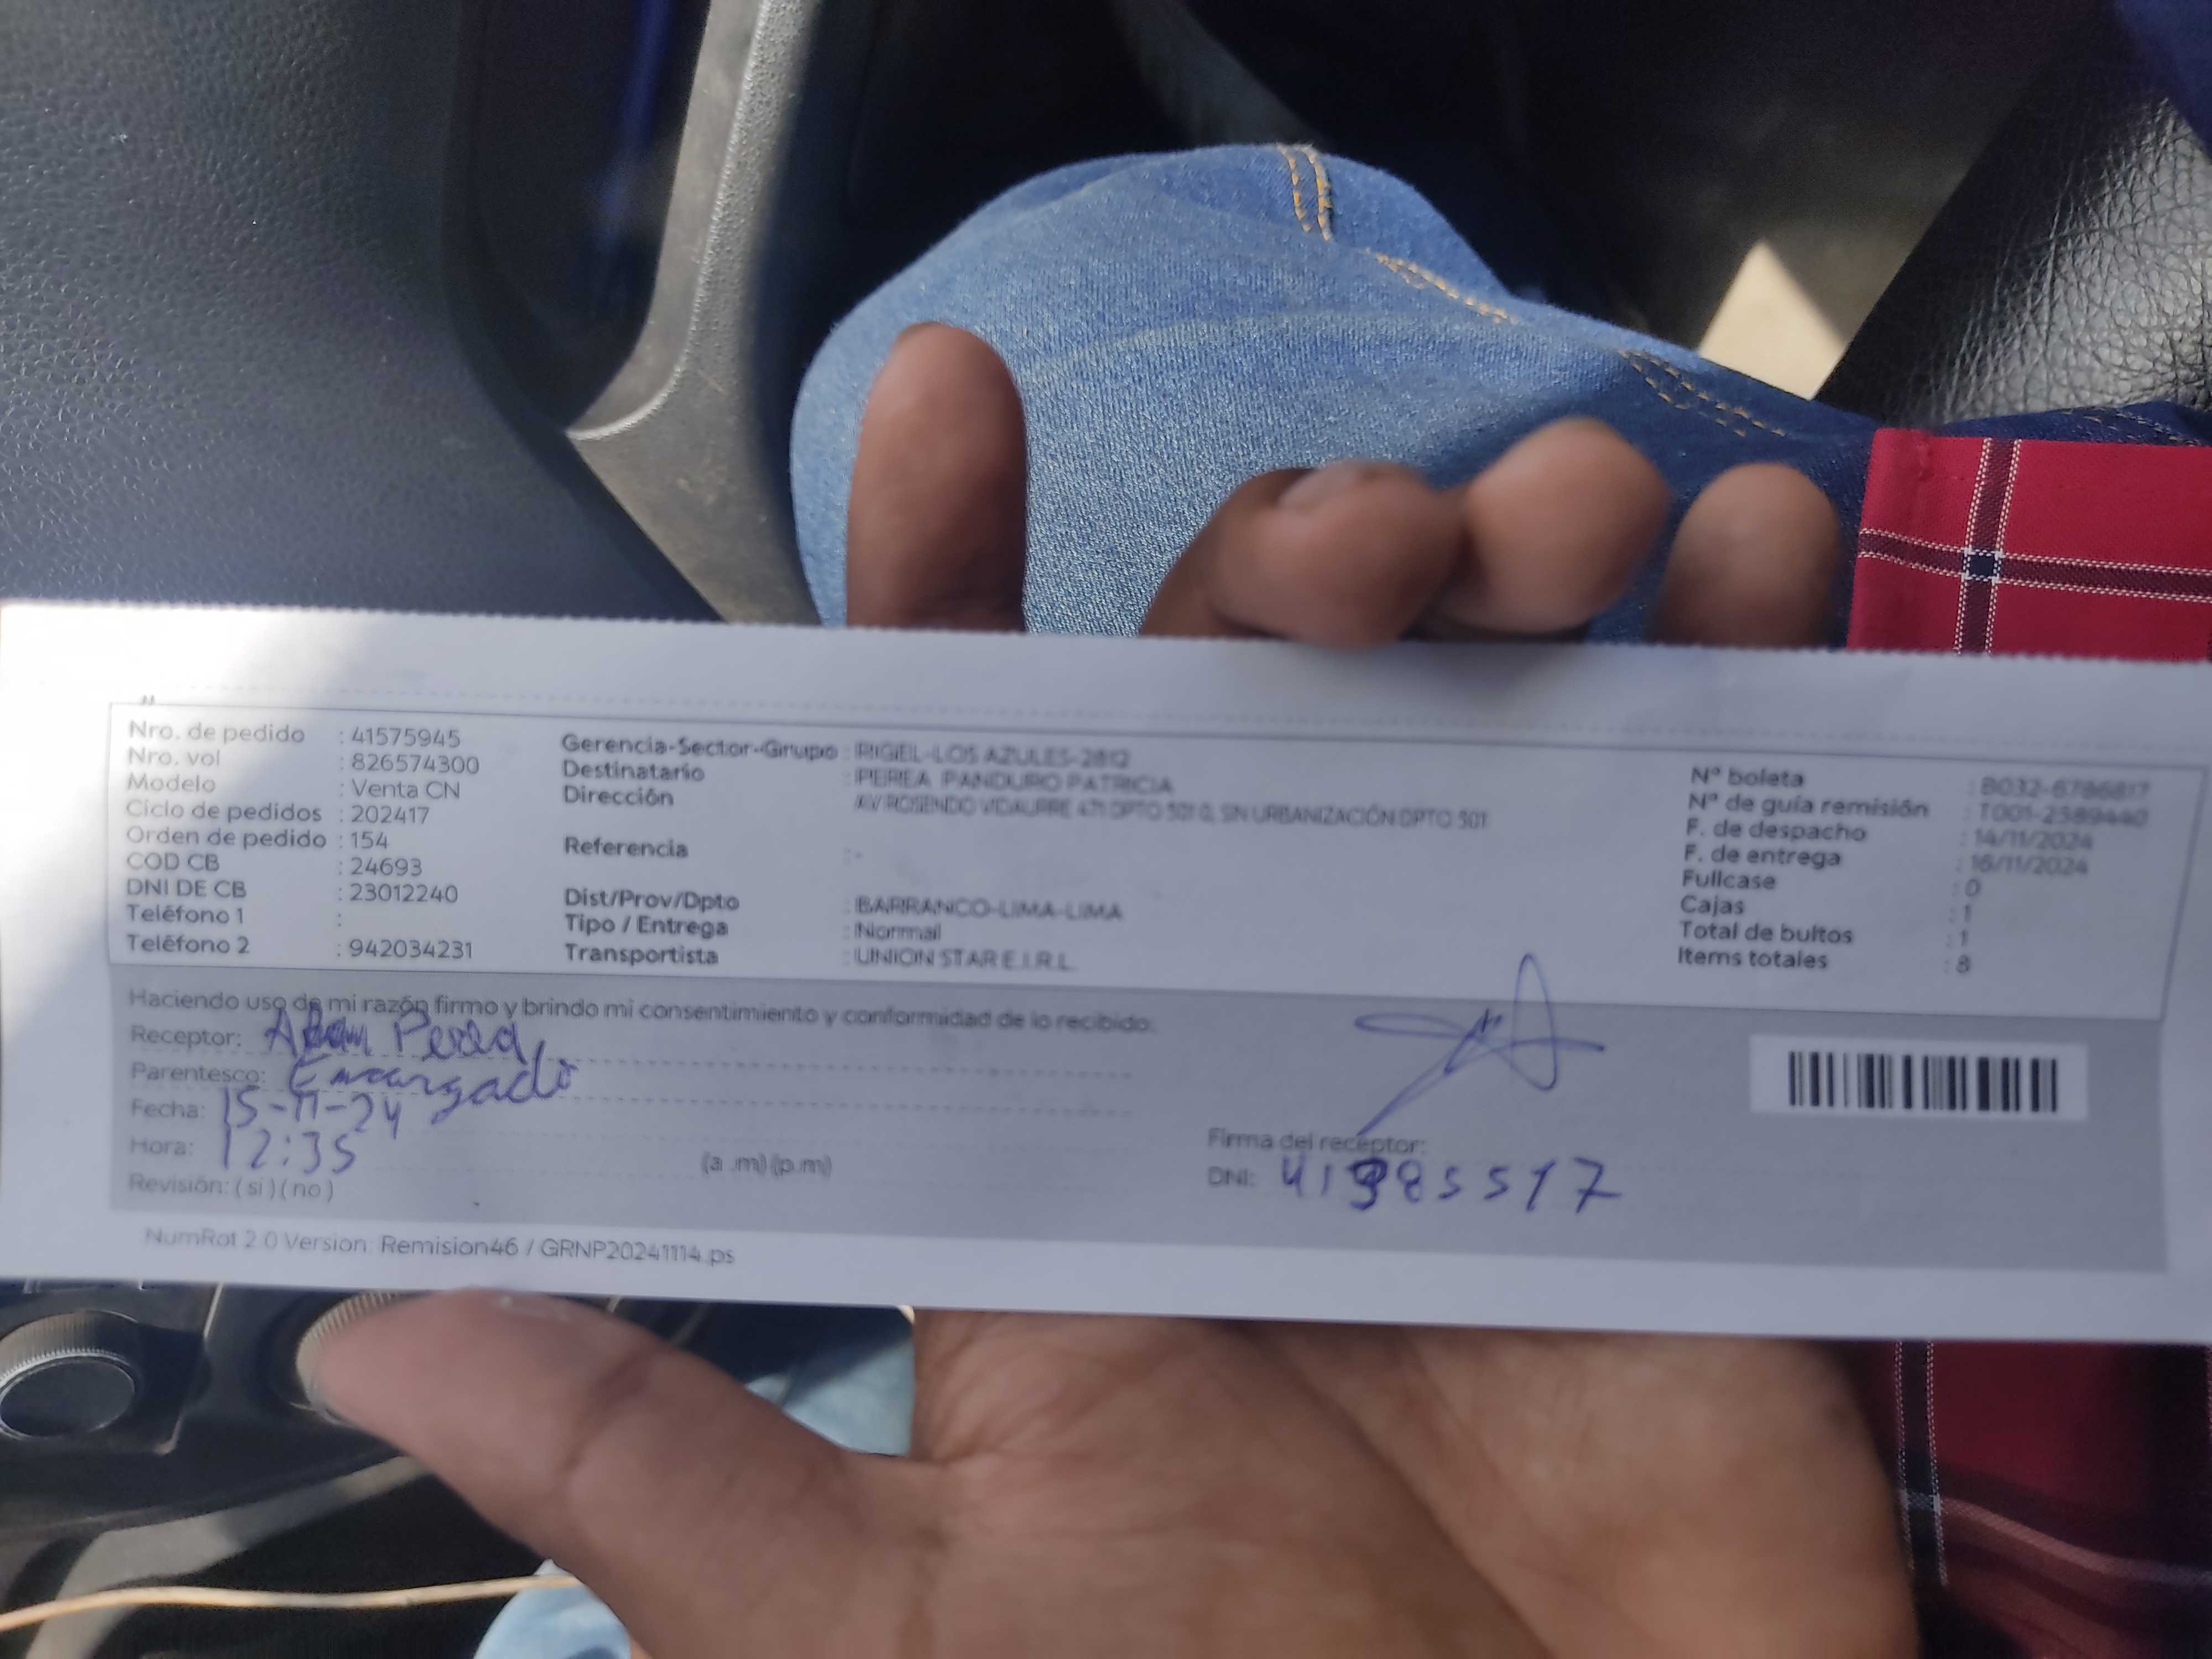 Nro. de pedido : 41575945
Nro. vol : 826574300
Modelo : Venta CN
Ciclo de pedidos : 202417
Orden de pedido : 154
COD CB : 24693
DNI DE CB : 23012240
Teléfono 1 :
Teléfono 2 : 942034231
Gerencia-Sector-Grupo : RIGEL-LOS AZULES-2812
Destinatario : PEREA PANDURO PATRICIA
Dirección : AV ROSENDO VIDAURRE 471 DPTO 501 0, SN URBANIZACIÓN DPTO 501
Referencia : -
Dist/Prov/Dpto : BARRANCO-LIMA-LIMA
Tipo / Entrega : Normal
Transportista : UNION STAR E.I.R.L.
N° boleta : B032-6786817
N° de guía remisión : T001-2589440
F. de despacho : 14/11/2024
F. de entrega : 16/11/2024
Fullcase : 0
Cajas : 1
Total de bultos : 1
Items totales : 8
Haciendo uso de mi razón firmo y brindo mi consentimiento y conformidad de lo recibido:
Receptor: Perea
Parentesco: Encargado
Fecha: 15-11-24
Hora: 12:35 (a .m) (p.m)
Revisión: ( si ) ( no )
Firma del receptor:
DNI:
NumRot 2.0 Version: Remision46 / GRNP20241114.ps